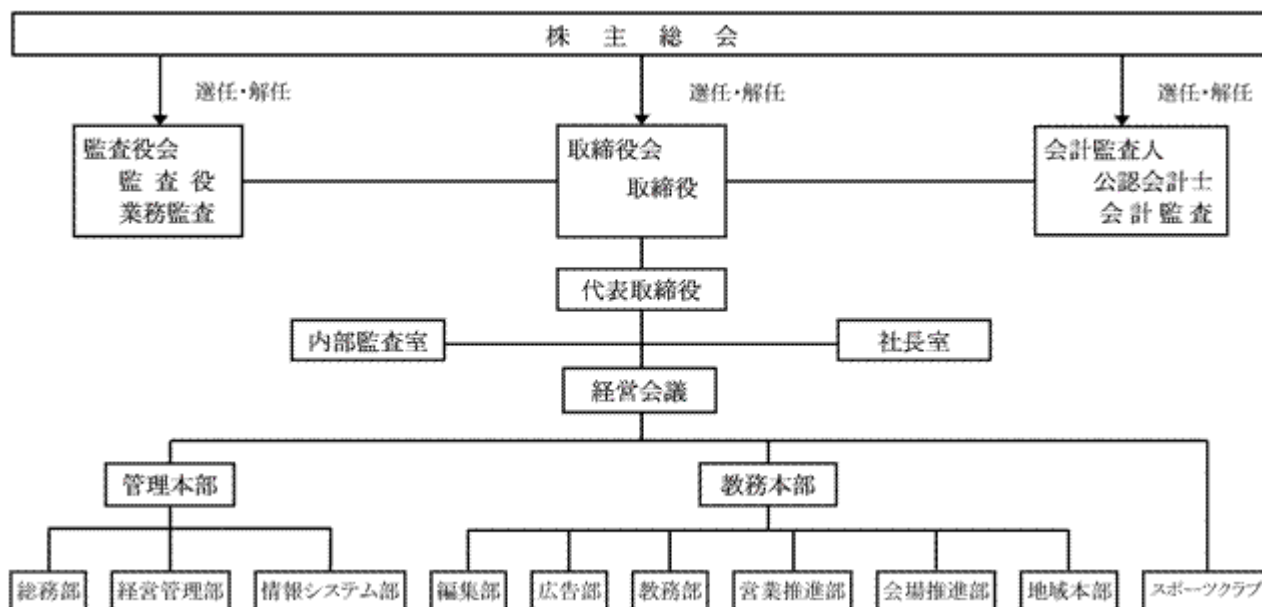 株主総会
選任・解任
選任・解任
選任・解任
監査役会
監査役
業務監査
取締役会
取締役
会計監査人
公認会計士
会計監査
代表取締役
内部監査室
社長室
経営会議
管理本部
教務本部
総務部
経営管理部
情報システム部
編集部
広告部
教務部
営業推進部
会場推進部
地域本部
スポーツクラブ